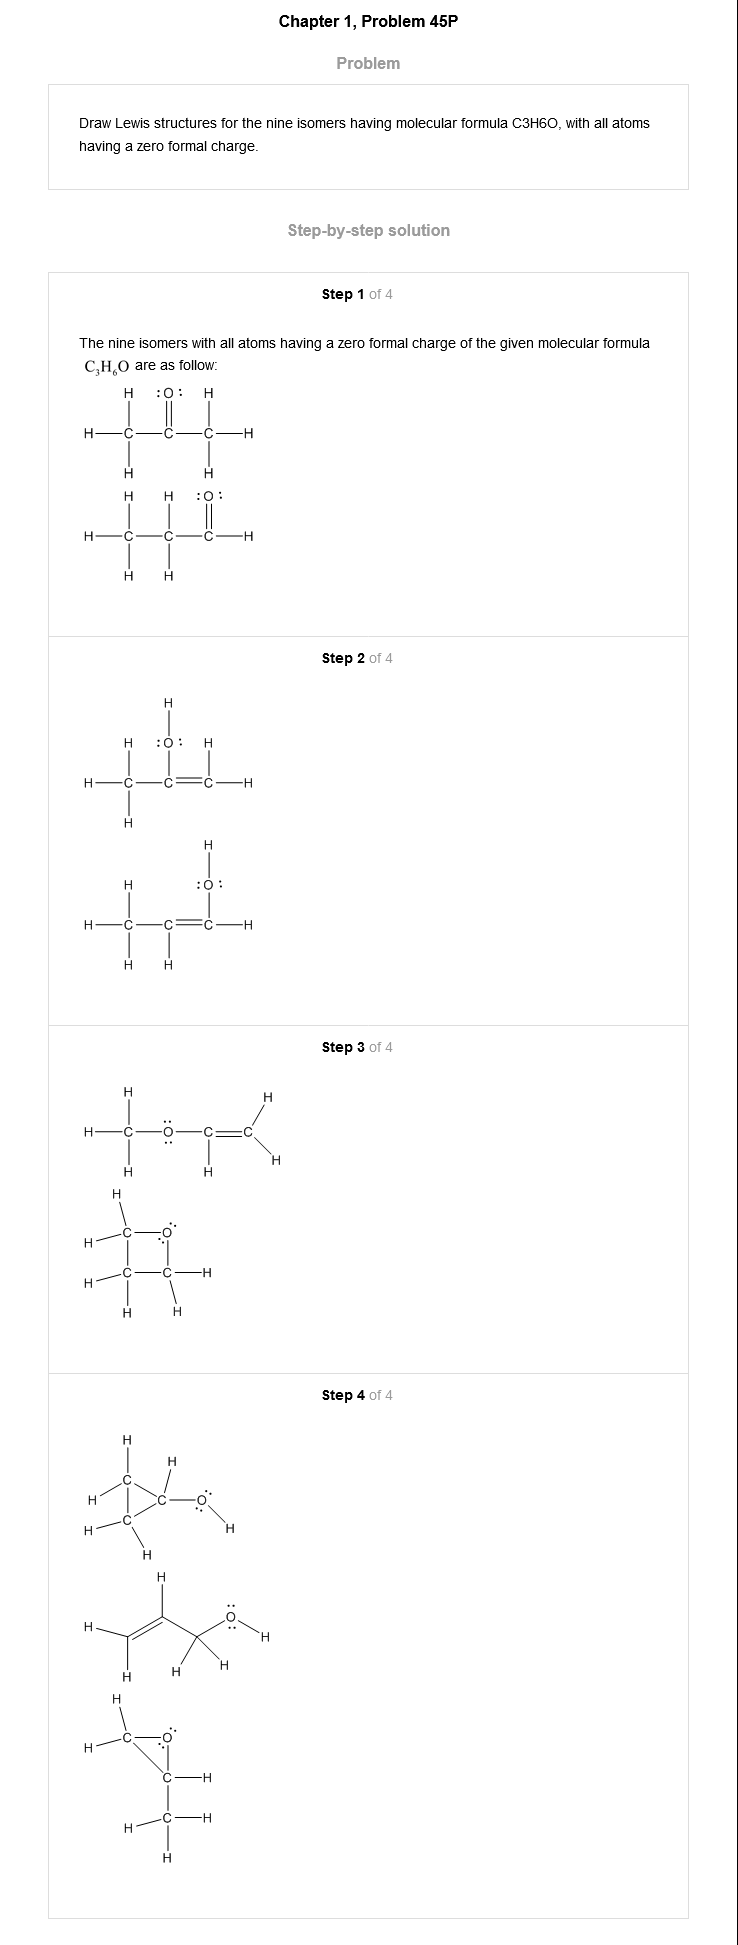 Chapter 1, Problem 45P
Problem
Draw Lewis structures for the nine isomers having molecular formula C3H6O, with all atoms
having a zero formal charge.
Step-by-step solution
Step 1 of 4
The nine isomers with all atoms having a zero formal charge of the given molecular formula
C₃H₆O are as follow:
H :O: H
H C C C H
H H
H H :O:
H C C C H
H H
Step 2 of 4
H
H :O: H
H C C C H
H
H
H :O:
H C C C H
H H
Step 3 of 4
H H
H C O C C
H H H
H
C O
H
C C H
H
H H
Step 4 of 4
H
H
C
H C O
C
H H
H
H
O
H
H
H H
H
H
C O
H
C H
C H
H
H